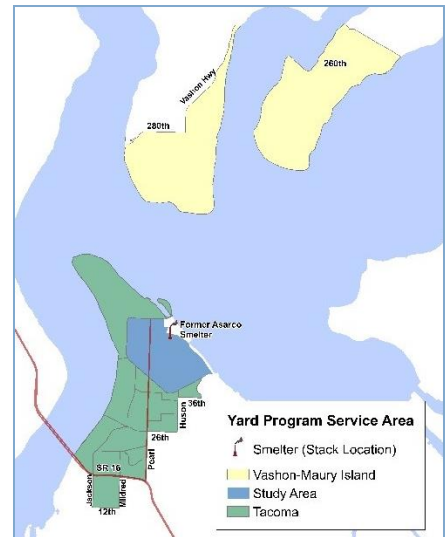 Vashon Hwy
260th
280th
Former Asarco
Smelter
36th
Huson
26th
Pearl
SR 16
Jackson
Mildred
12th
Yard Program Service Area
Smelter (Stack Location)
Vashon-Maury Island
Study Area
Tacoma